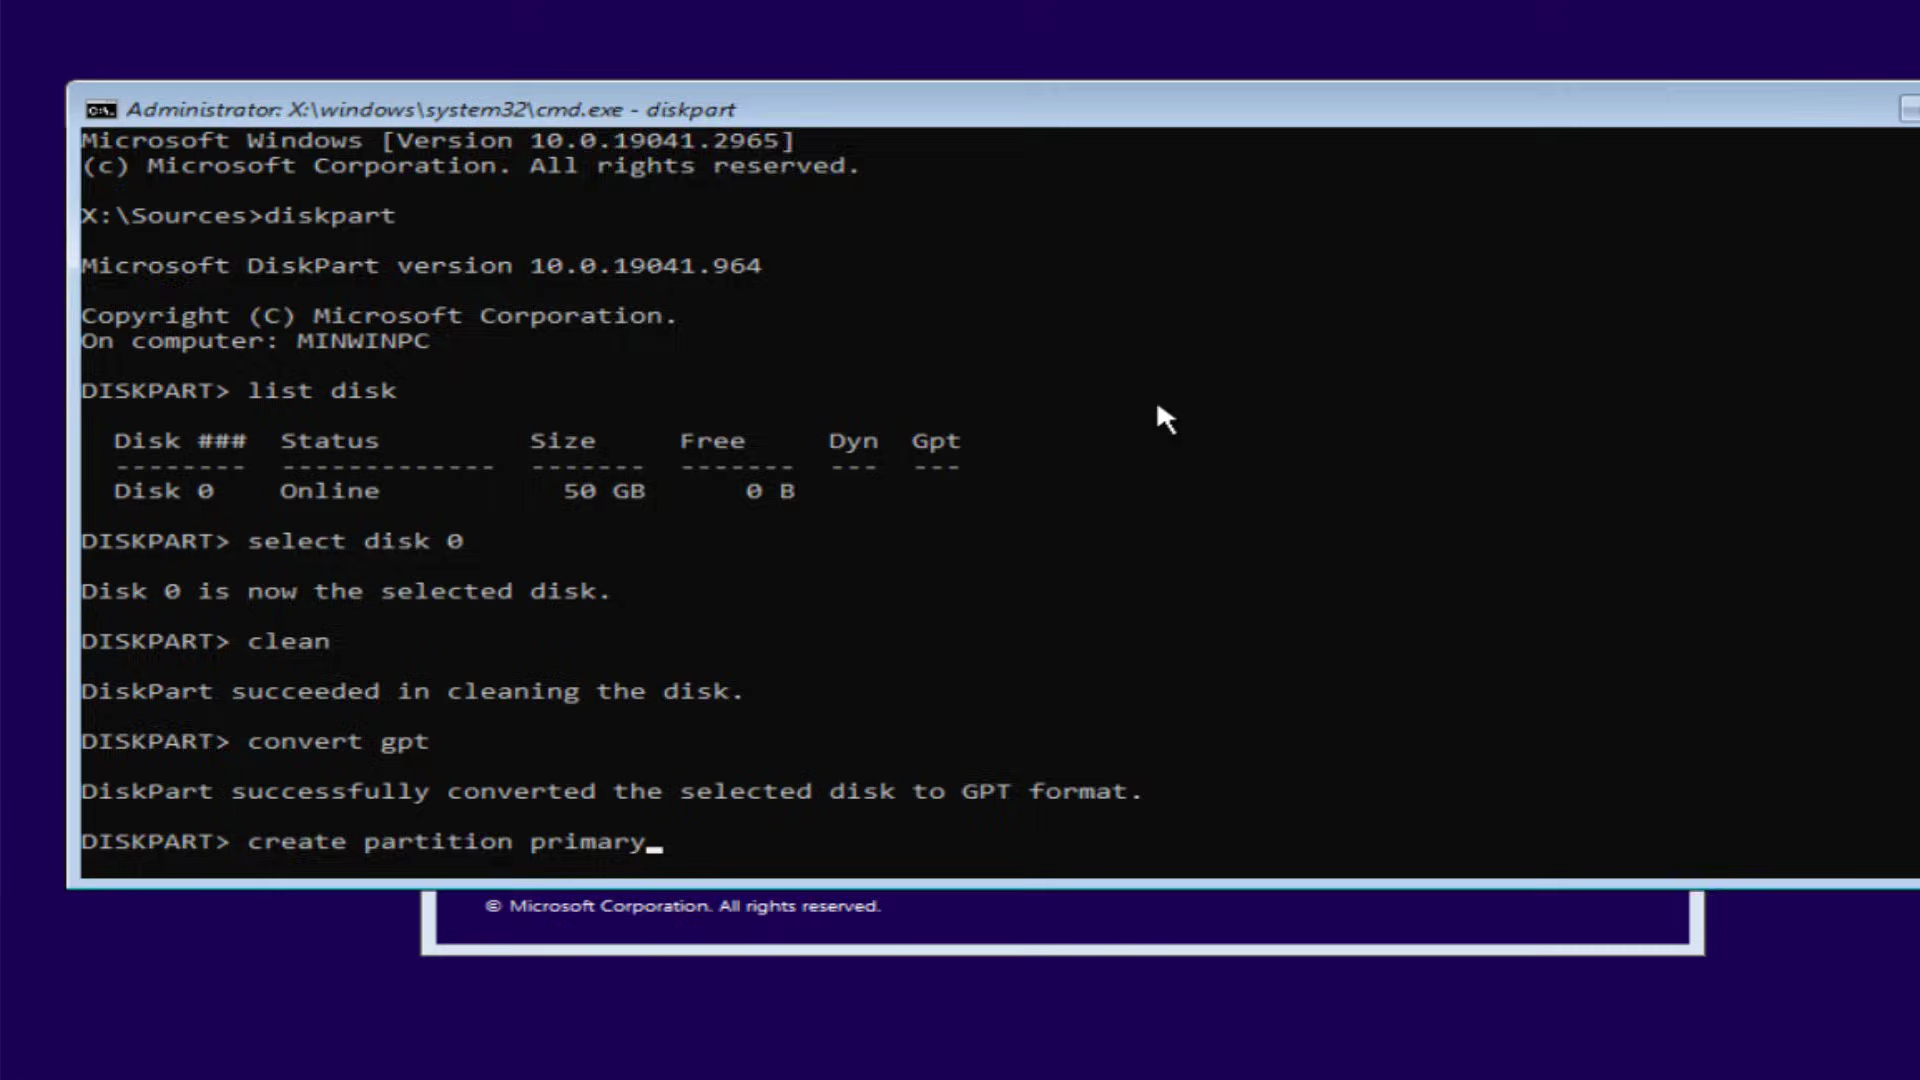 Administrator: X:\windows\system32\cmd.exe - diskpart
Microsoft Windows [Version 10.0.19041.2965]
(c) Microsoft Corporation. All rights reserved.
X:\Sources>diskpart
Microsoft DiskPart version 10.0.19041.964
Copyright (C) Microsoft Corporation.
On computer: MINWINPC
DISKPART> list disk
Disk ###  Status         Size     Free     Dyn  Gpt
--------  -------------  -------  -------  ---  ---
Disk 0    Online           50 GB      0 B
DISKPART> select disk 0
Disk 0 is now the selected disk.
DISKPART> clean
DiskPart succeeded in cleaning the disk.
DISKPART> convert gpt
DiskPart successfully converted the selected disk to GPT format.
DISKPART> create partition primary_
© Microsoft Corporation. All rights reserved.